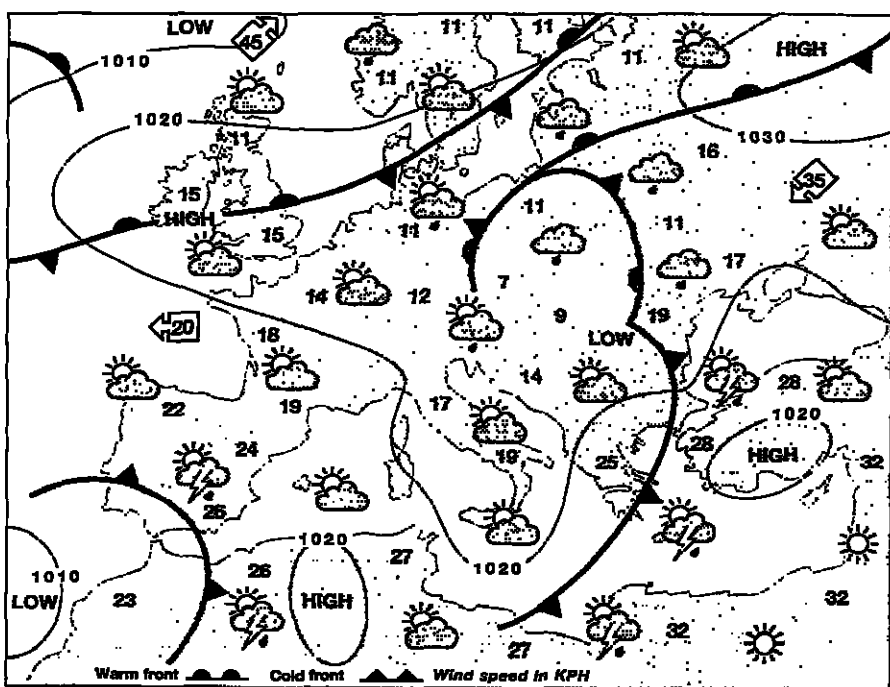 LOW 45 11 11
1010 11 11 HIGH
1020 11 1030
16
15 35
HIGH 15 11 11 11
17
7
14 12 9 19
20 18 LOW
14 28
22 19 17 1020
24 19 25 28 HIGH 32
26
1020 27 1020
1010 26
LOW 23 HIGH 32
27 32
Warm front Cold front Wind speed in KPH